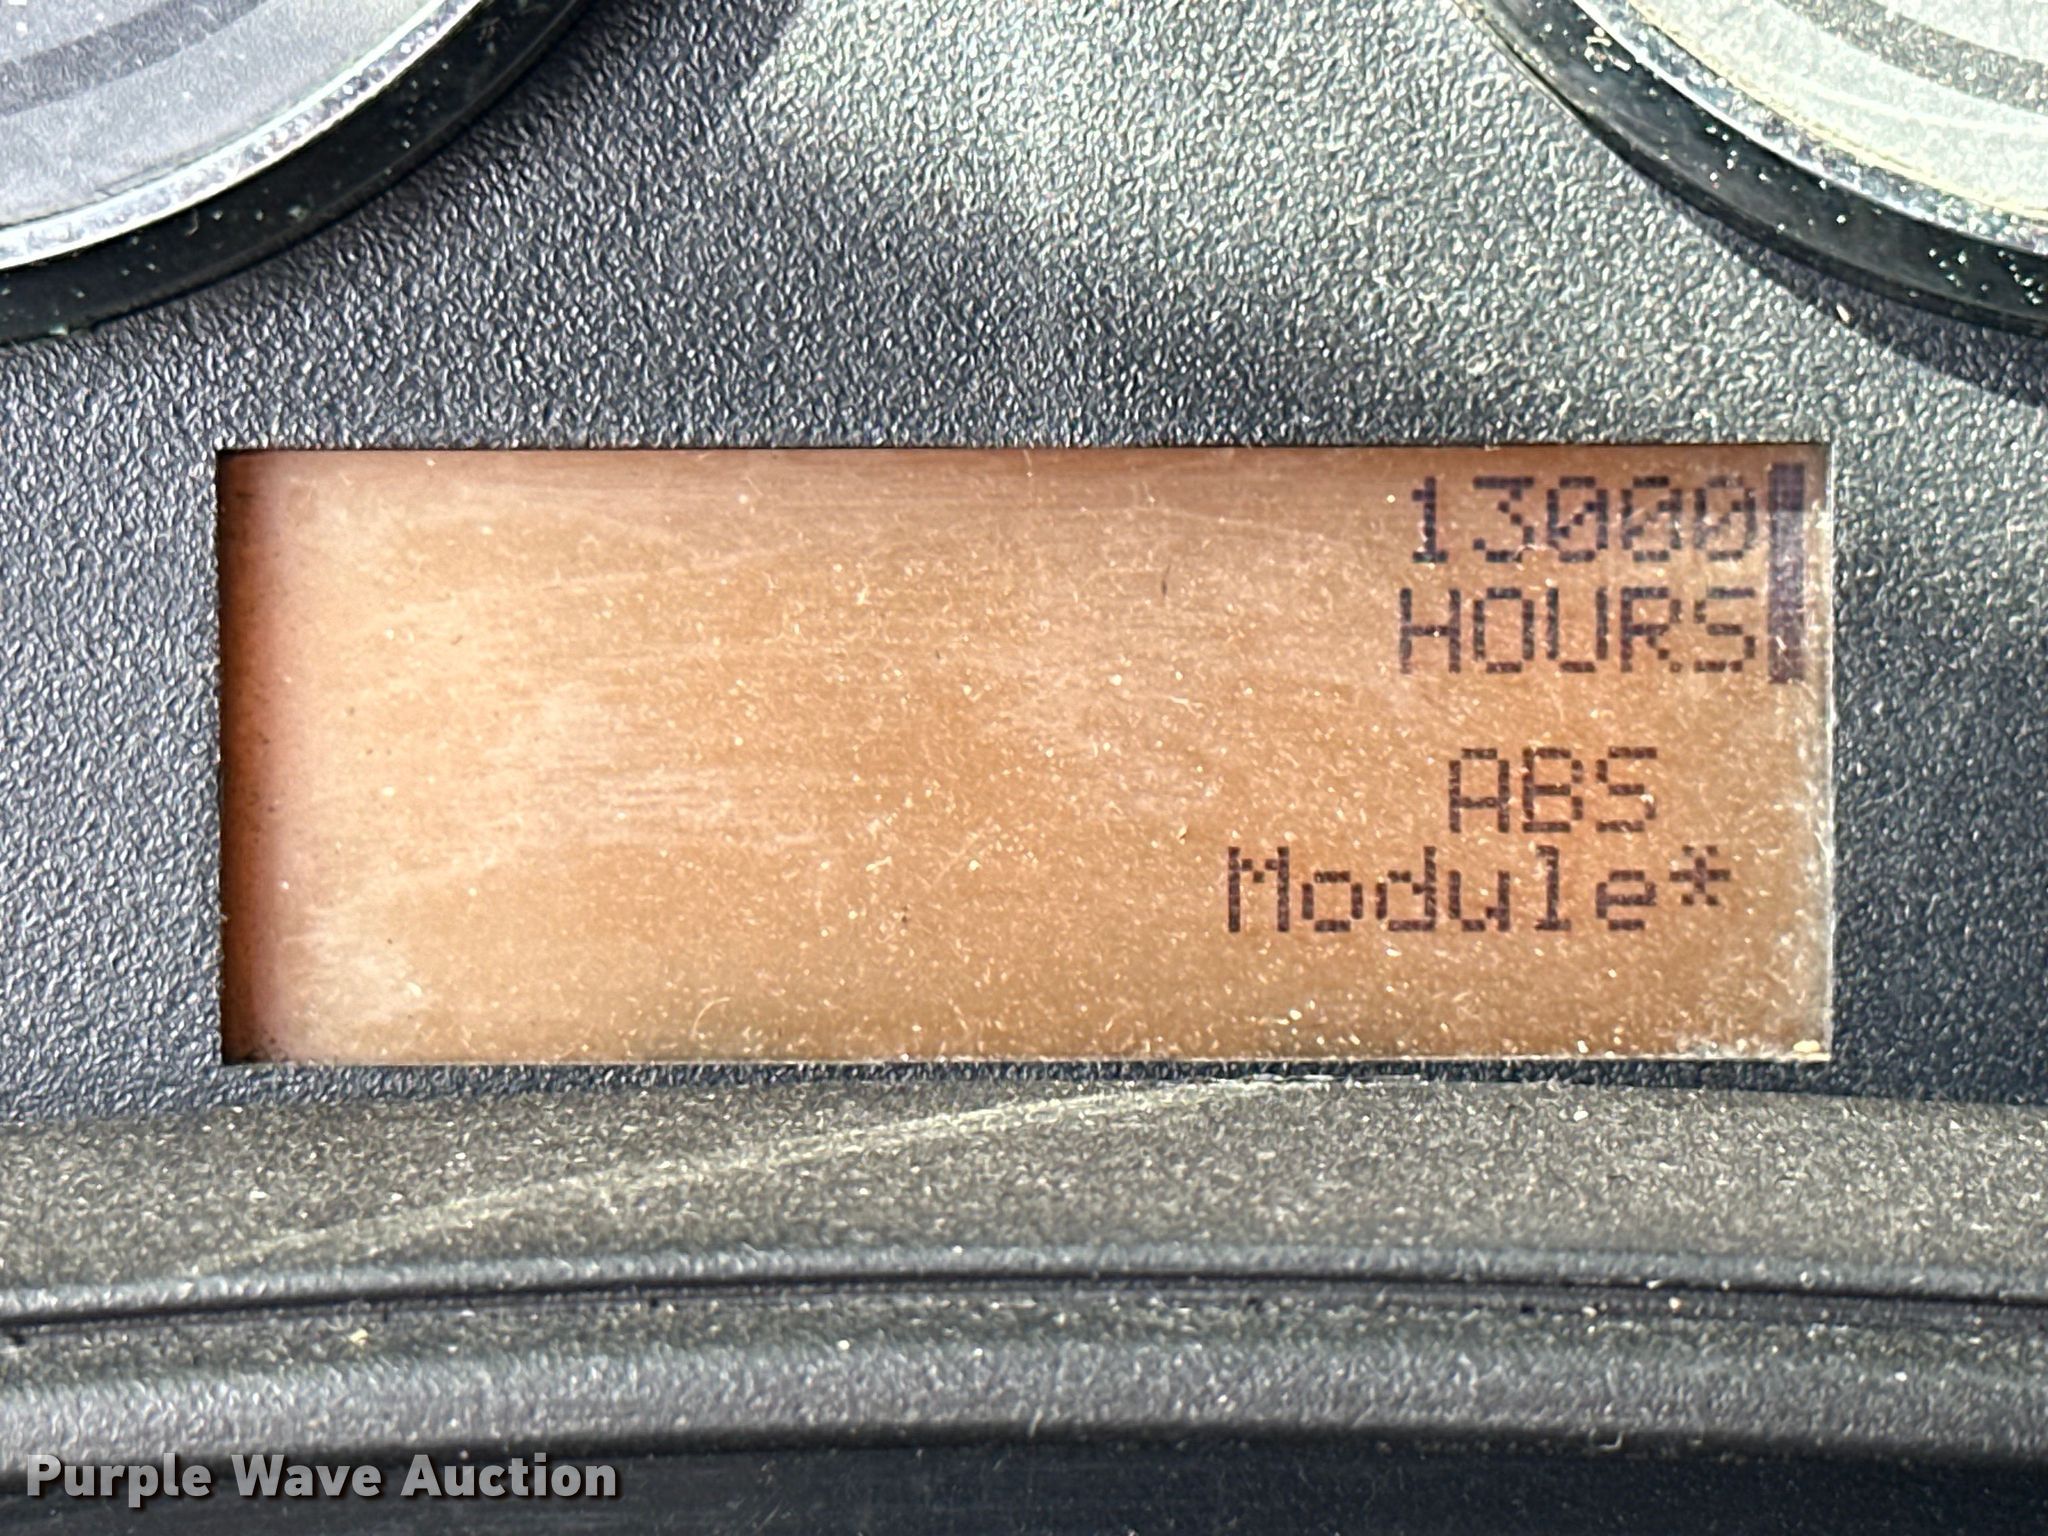 13000
HOURS
ABS
Module*
Purple Wave Auction